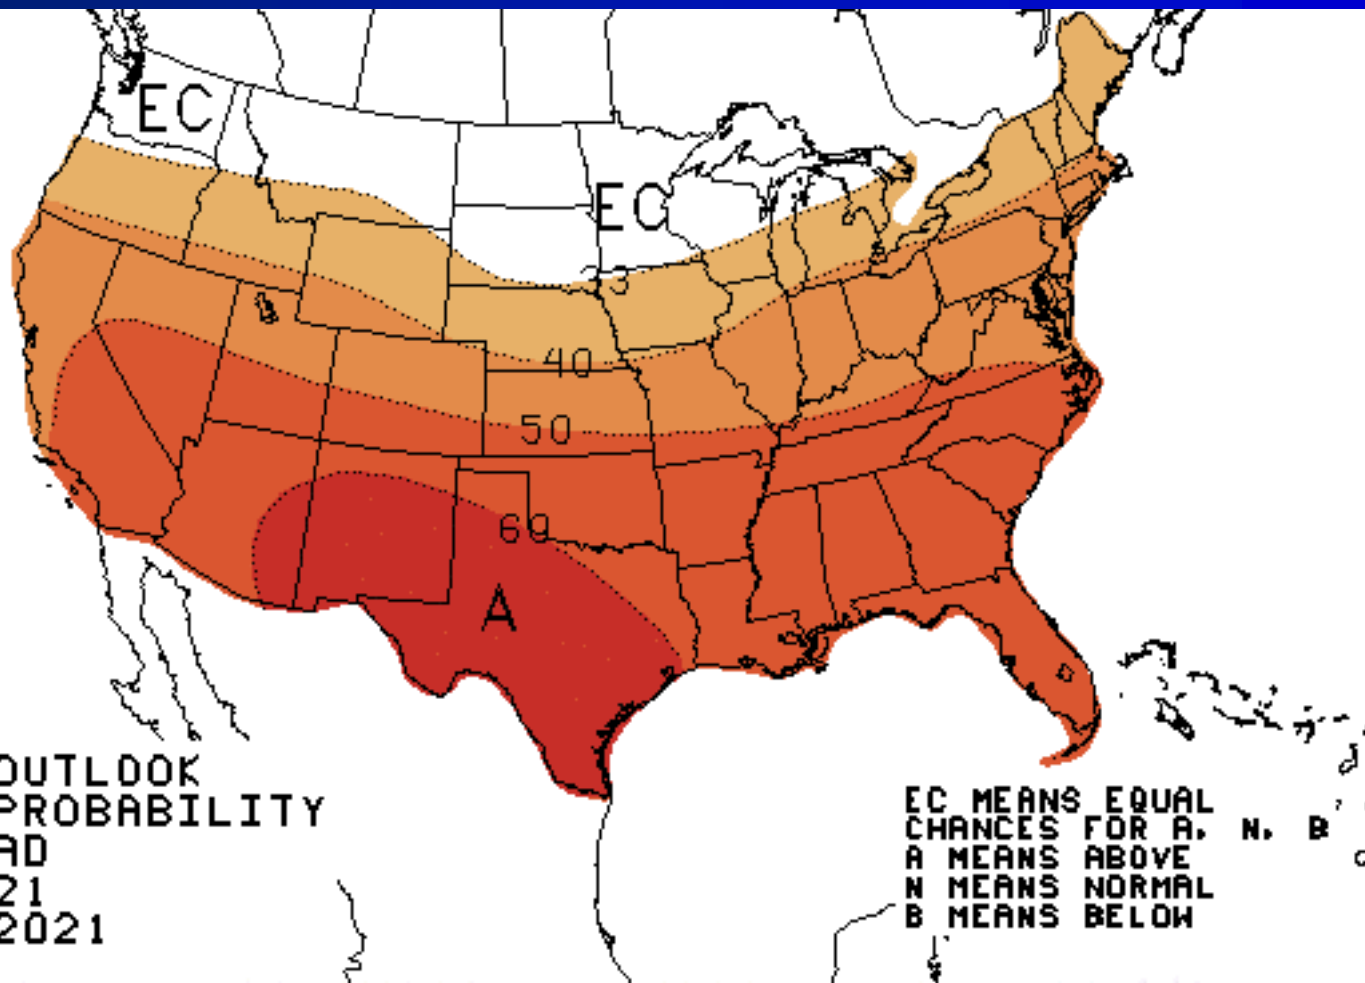 EC
EC
33
40
50
60
A
OUTLOOK
PROBABILITY
AD
21
2021
EC MEANS EQUAL
CHANCES FOR A. N. B
A MEANS ABOVE
N MEANS NORMAL
B MEANS BELOW